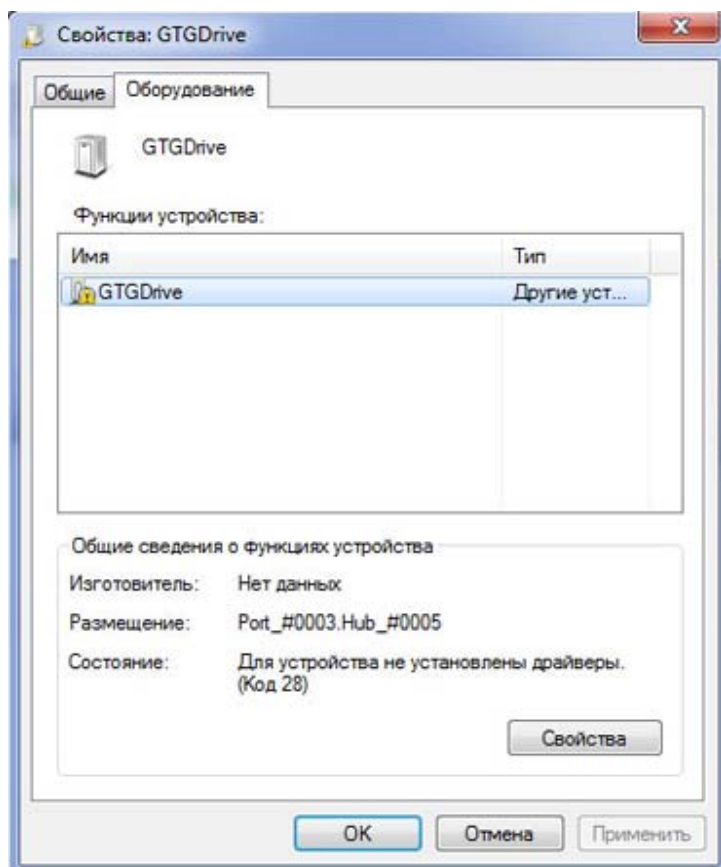 Свойства: GTGDrive
Общие
Оборудование
GTGDrive
Функции устройства:
Имя Тип
GTGDrive Другие уст...
Общие сведения о функциях устройства
Изготовитель: Нет данных
Размещение: Port_#0003.Hub_#0005
Состояние: Для устройства не установлены драйверы.
(Код 28)
Свойства
OK Отмена Применить